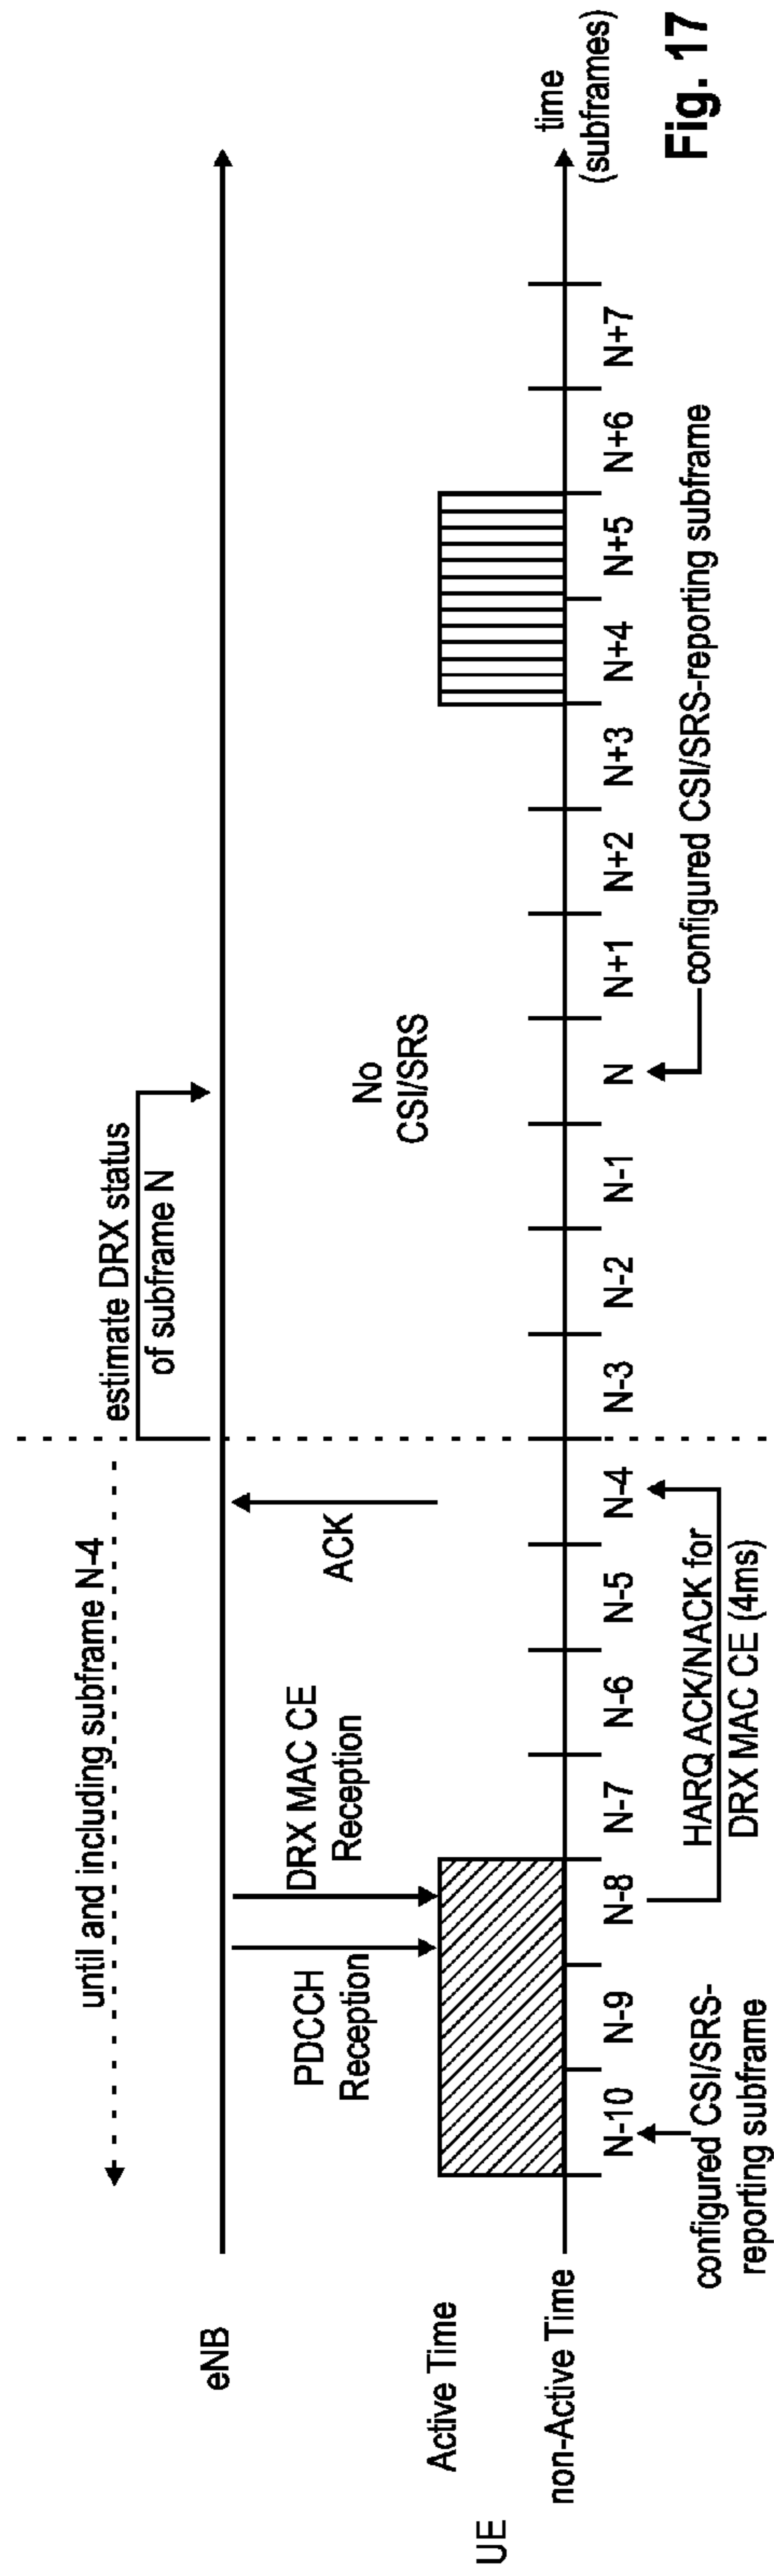 until and including subframe N-4
estimate DRX status
of subframe N
eNB
PDCCH
Reception
DRX MAC CE
Reception
ACK
No
CSI/SRS
UE
Active Time
non-Active Time
time
(subframes)
N-10
N-9
N-8
N-7
N-6
N-5
N-4
N-3
N-2
N-1
N
N+1
N+2
N+3
N+4
N+5
N+6
N+7
configured CSI/SRS-
reporting subframe
HARQ ACK/NACK for
DRX MAC CE (4ms)
configured CSI/SRS-reporting subframe
Fig. 17